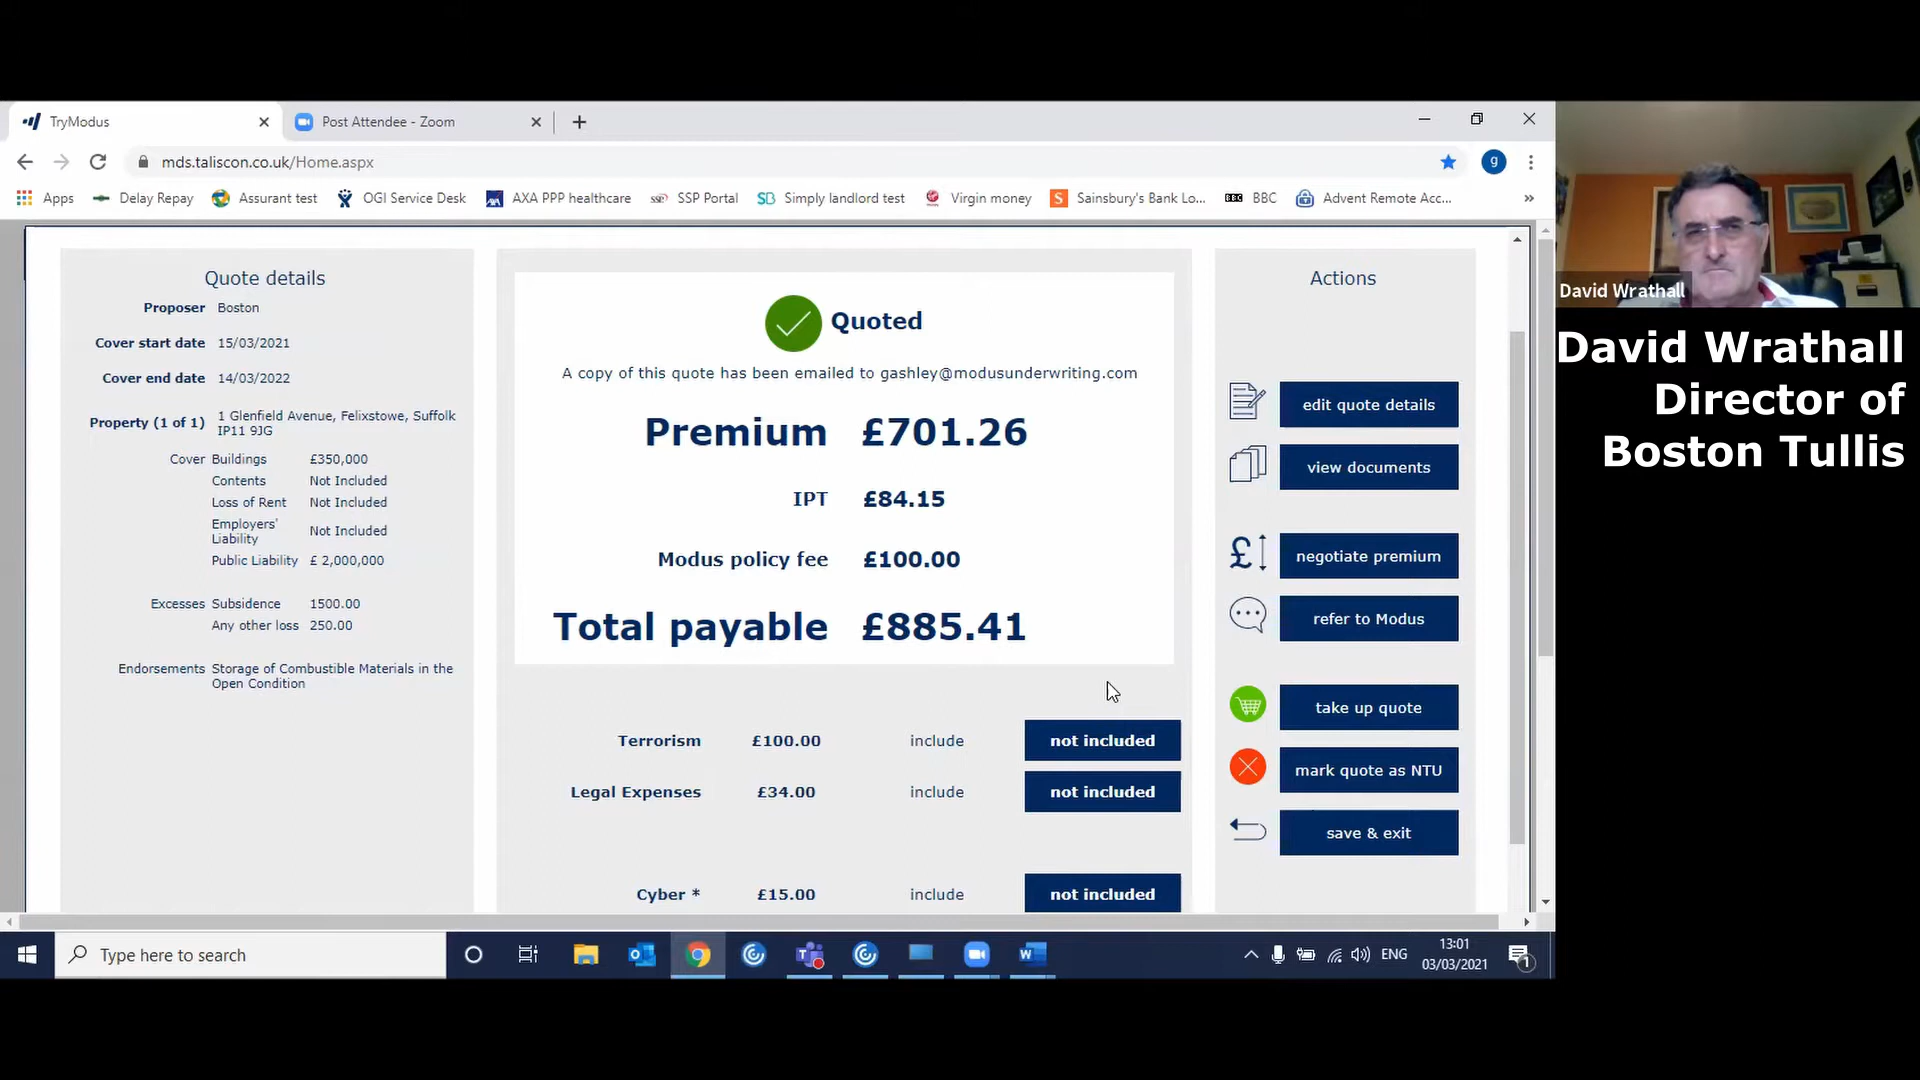 TryModus
Post Attendee - Zoom
mds.taliscon.co.uk/Home.aspx
g
Apps
Delay Repay
Assurant test
OGI Service Desk
AXA PPP healthcare
SSP Portal
Simply landlord test
Virgin money
Sainsbury's Bank Lo...
BBC
Advent Remote Acc...
»
Quote details
Proposer Boston
Cover start date 15/03/2021
Cover end date 14/03/2022
Property (1 of 1) 1 Glenfield Avenue, Felixstowe, Suffolk
IP11 9JG
Cover Buildings £350,000
Contents Not Included
Loss of Rent Not Included
Employers'
Liability Not Included
Public Liability £ 2,000,000
Excesses Subsidence 1500.00
Any other loss 250.00
Endorsements Storage of Combustible Materials in the
Open Condition
Quoted
A copy of this quote has been emailed to gashley@modusunderwriting.com
Premium £701.26
IPT £84.15
Modus policy fee £100.00
Total payable £885.41
Terrorism £100.00 include not included
Legal Expenses £34.00 include not included
Cyber * £15.00 include not included
Actions
edit quote details
view documents
negotiate premium
refer to Modus
take up quote
mark quote as NTU
save & exit
David Wrathall
David Wrathall
Director of
Boston Tullis
Type here to search
ENG
13:01
03/03/2021
1